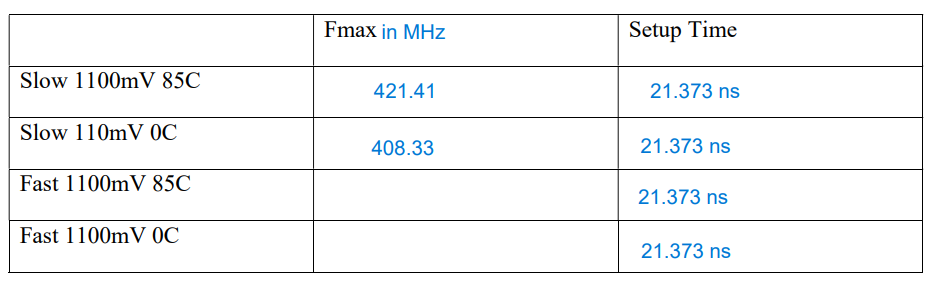 Fmax in MHz Setup Time
Slow 1100mV 85C 421.41 21.373 ns
Slow 110mV 0C 408.33 21.373 ns
Fast 1100mV 85C 21.373 ns
Fast 1100mV 0C 21.373 ns